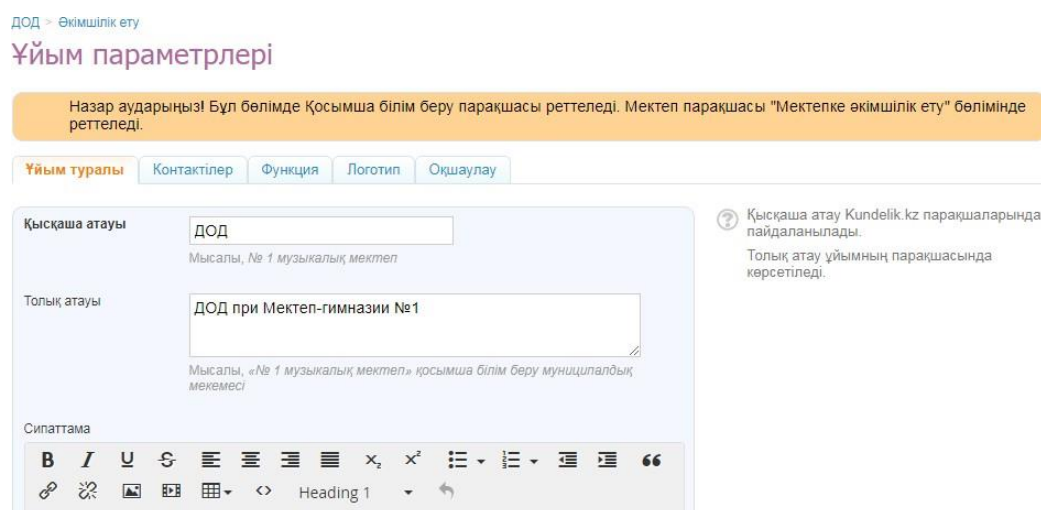 ДОД > Әкімшілік ету
Ұйым параметрлері
Назар аударыңыз! Бұл бөлімде Қосымша білім беру парақшасы реттеледі. Мектеп парақшасы "Мектепке әкімшілік ету" бөлімінде
реттеледі.
Ұйым туралы Контактілер Функция Логотип Оқшаулау
Қысқаша атауы ДОД
Мысалы, № 1 музыкалық мектеп
Қысқаша атау Kundelik.kz парақшаларында
пайдаланылады.
Толық атау ұйымның парақшасында
көрсетіледі.
Толық атауы ДОД при Мектеп-гимназии №1
Мысалы, «№ 1 музыкалық мектеп» қосымша білім беру муниципалдық
мекемесі
Сипаттама
Heading 1